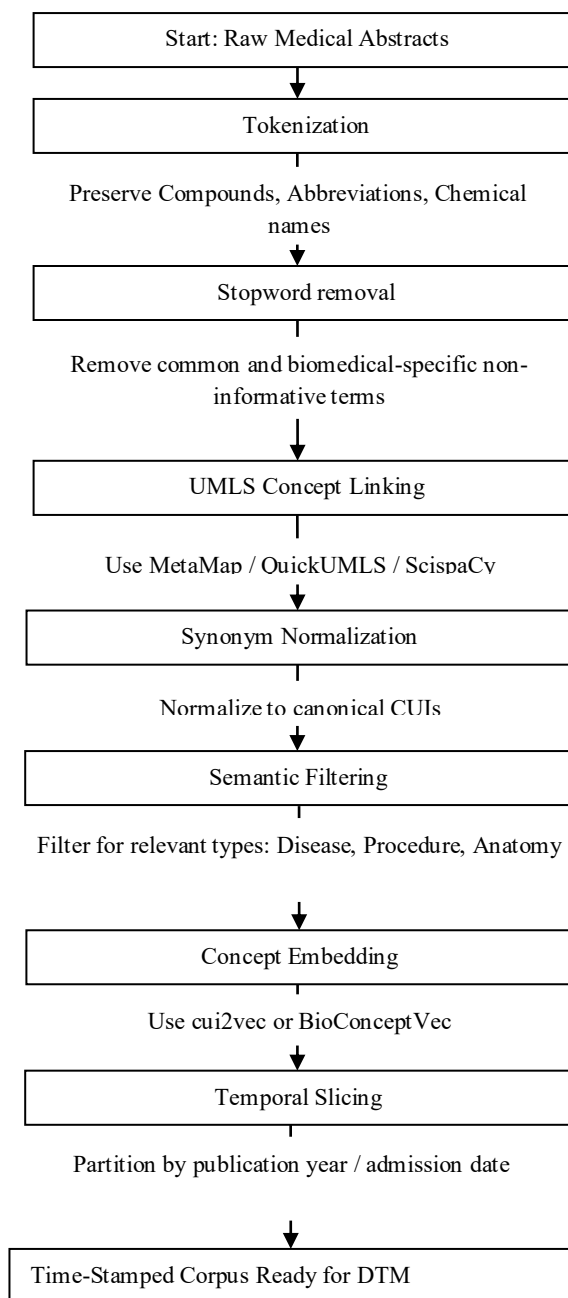 Start: Raw Medical Abstracts
Tokenization
Preserve Compounds, Abbreviations, Chemical
names
Stopword removal
Remove common and biomedical-specific non-
informative terms
UMLS Concept Linking
Use MetaMap / QuickUMLS / ScispaCy
Synonym Normalization
Normalize to canonical CUIs
Semantic Filtering
Filter for relevant types: Disease, Procedure, Anatomy
Concept Embedding
Use cui2vec or BioConceptVec
Temporal Slicing
Partition by publication year / admission date
Time-Stamped Corpus Ready for DTM